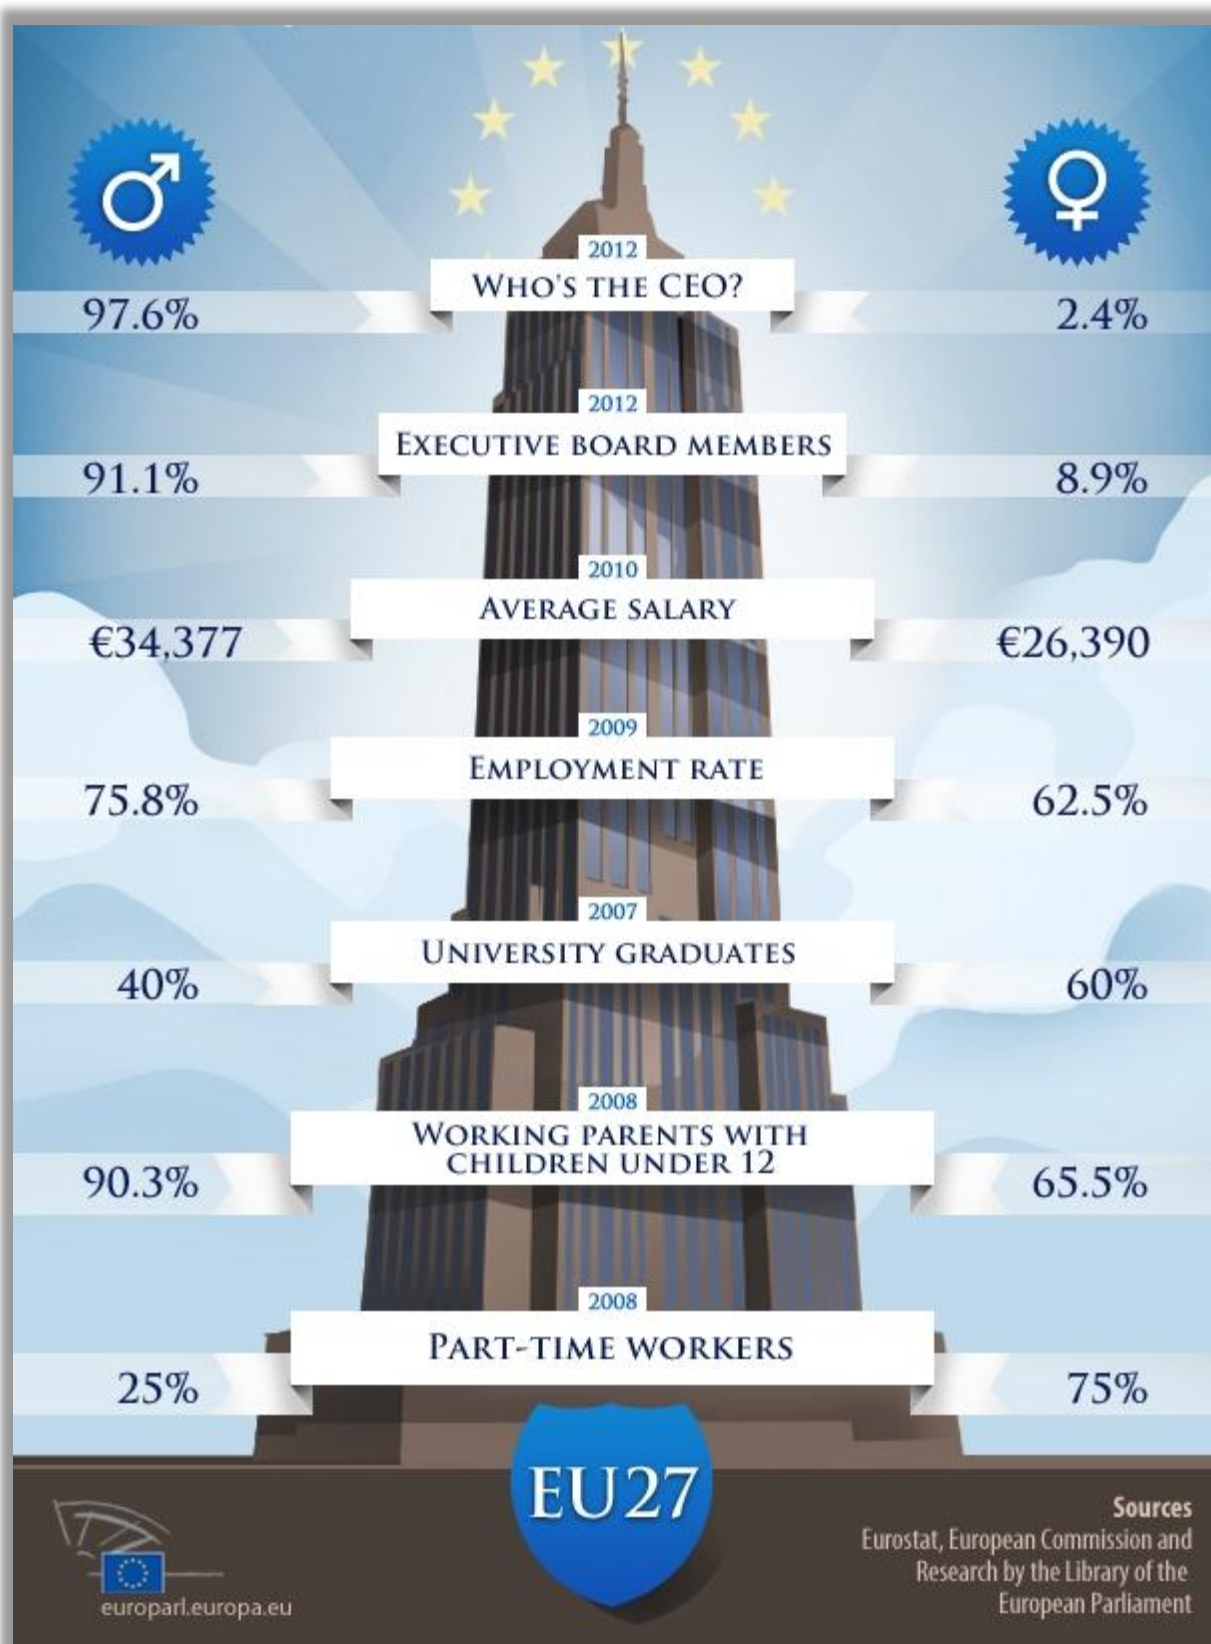 2012
WHO'S THE CEO?
97.6%
2.4%
2012
EXECUTIVE BOARD MEMBERS
91.1%
8.9%
2010
AVERAGE SALARY
€34,377
€26,390
2009
EMPLOYMENT RATE
75.8%
62.5%
2007
UNIVERSITY GRADUATES
40%
60%
2008
WORKING PARENTS WITH
CHILDREN UNDER 12
90.3%
65.5%
2008
PART-TIME WORKERS
25%
75%
EU27
europarl.europa.eu
Sources
Eurostat, European Commission and
Research by the Library of the
European Parliament